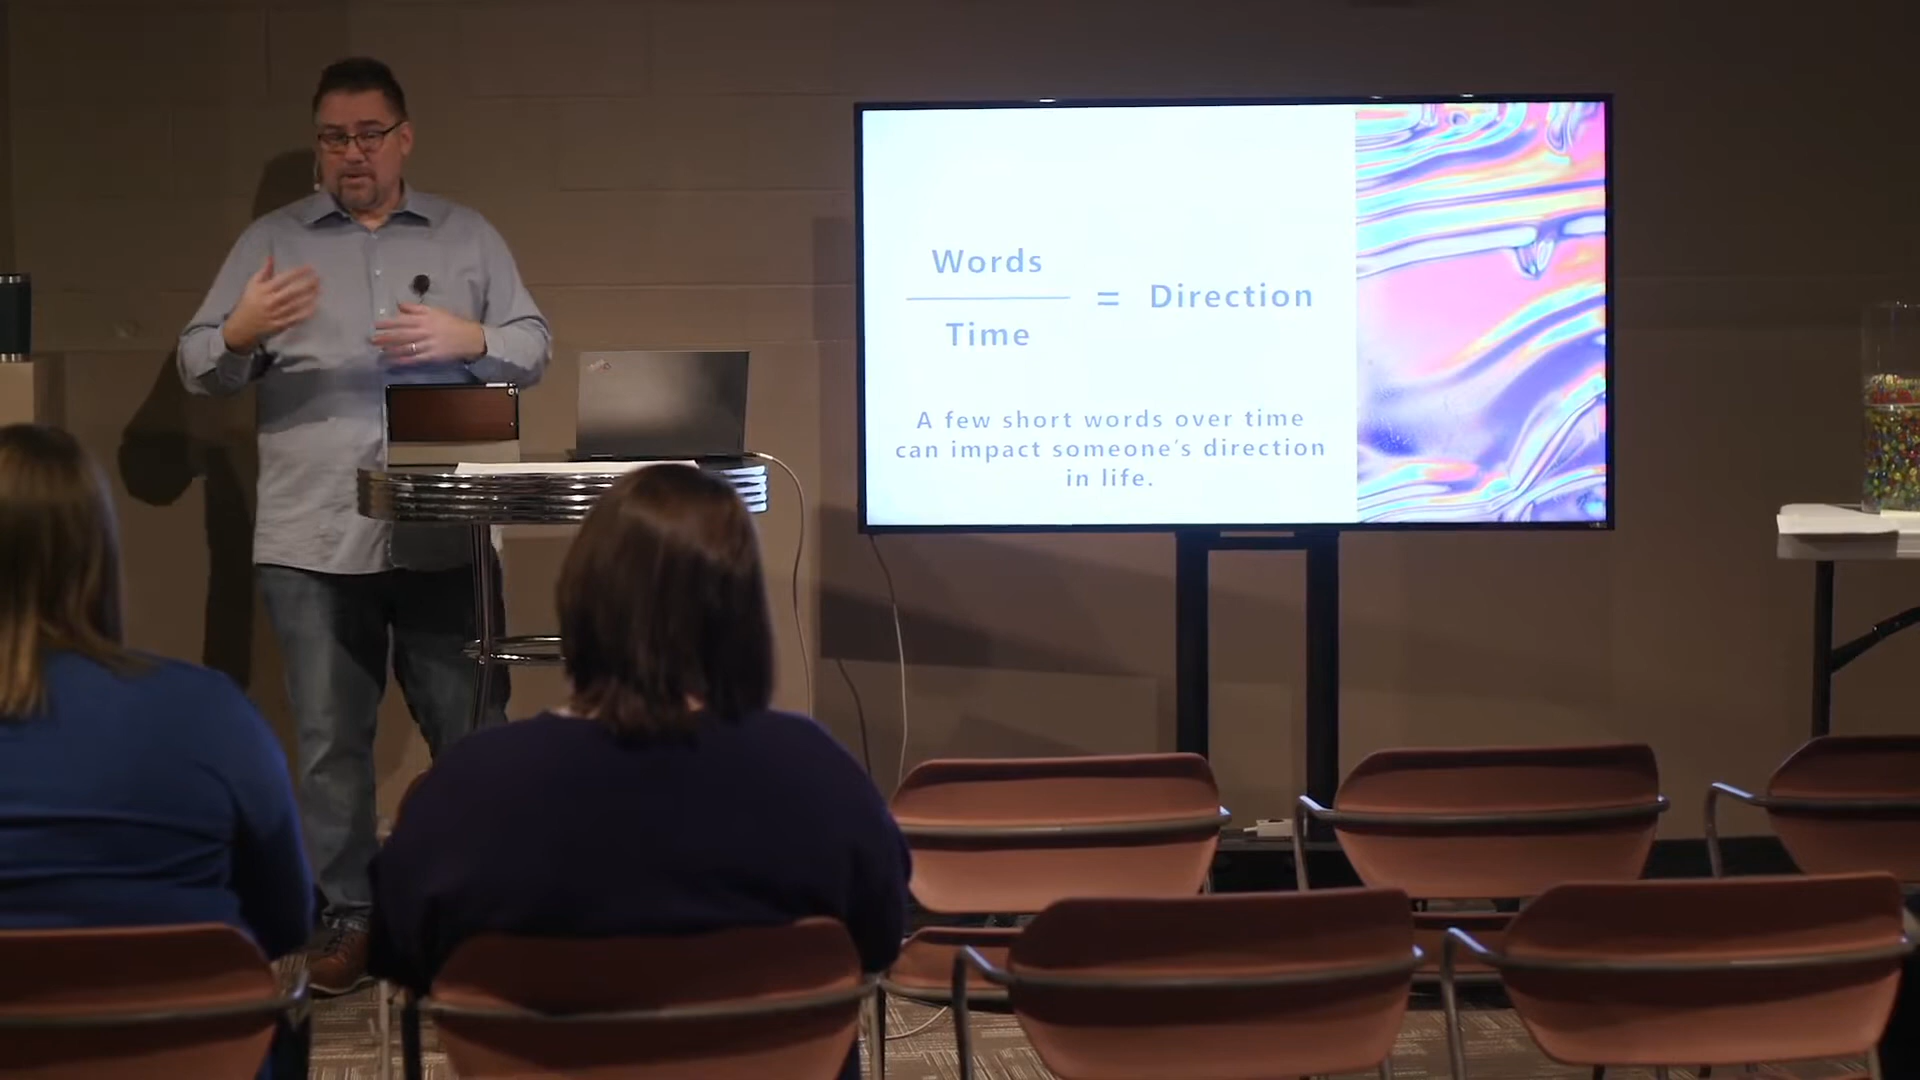 Words
Time
= Direction
A few short words over time
can impact someone's direction
in life.